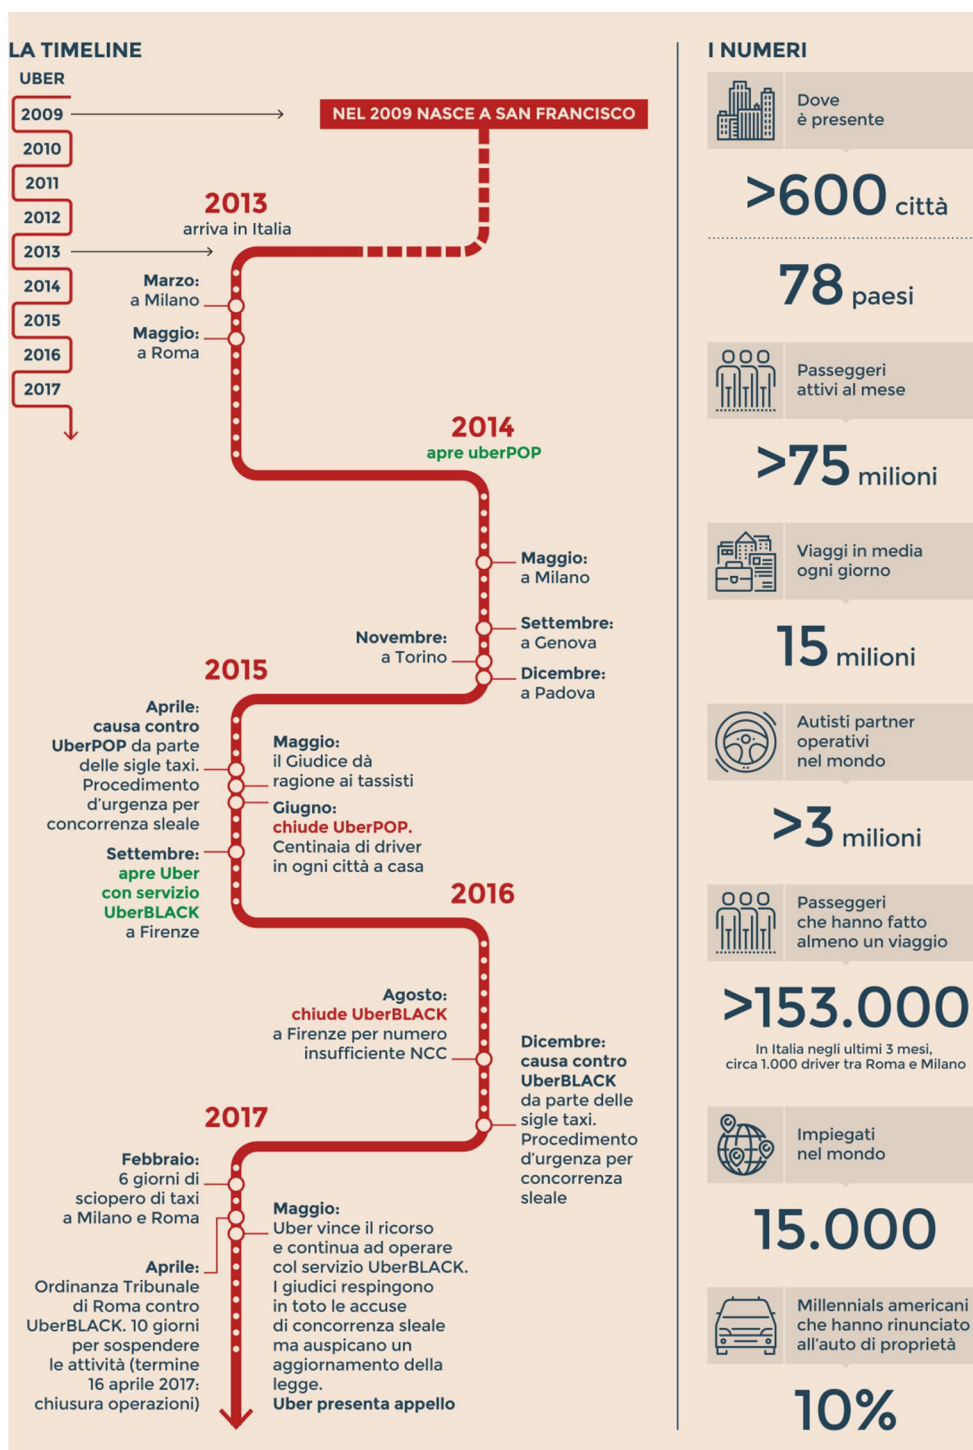 LA TIMELINE
UBER
2009
2010
2011
2012
2013
2014
2015
2016
2017
NEL 2009 NASCE A SAN FRANCISCO
2013
arriva in Italia
Marzo:
a Milano
Maggio:
a Roma
2014
apre uberPOP
Maggio:
a Milano
Settembre:
a Genova
Novembre:
a Torino
Dicembre:
a Padova
2015
Aprile:
causa contro
UberPOP da parte
delle sigle taxi.
Procedimento
d'urgenza per
concorrenza sleale
Maggio:
il Giudice dà
ragione ai tassisti
Giugno:
chiude UberPOP.
Centinaia di driver
in ogni città a casa
Settembre:
apre Uber
con servizio
UberBLACK
a Firenze
2016
Agosto:
chiude UberBLACK
a Firenze per numero
insufficiente NCC
Dicembre:
causa contro
UberBLACK
da parte delle
sigle taxi.
Procedimento
d'urgenza per
concorrenza
sleale
2017
Febbraio:
6 giorni di
sciopero di taxi
a Milano e Roma
Aprile:
Ordinanza Tribunale
di Roma contro
UberBLACK. 10 giorni
per sospendere
le attività (termine
16 aprile 2017:
chiusura operazioni)
Maggio:
Uber vince il ricorso
e continua ad operare
col servizio UberBLACK.
I giudici respingono
in toto le accuse
di concorrenza sleale
ma auspicano un
aggiornamento della
legge.
Uber presenta appello
I NUMERI
Dove
è presente
>600 città
78 paesi
Passeggeri
attivi al mese
>75 milioni
Viaggi in media
ogni giorno
15 milioni
Autisti partner
operativi
nel mondo
>3 milioni
Passeggeri
che hanno fatto
almeno un viaggio
>153.000
In Italia negli ultimi 3 mesi,
circa 1.000 driver tra Roma e Milano
Impiegati
nel mondo
15.000
Millennials americani
che hanno rinunciato
all'auto di proprietà
10%